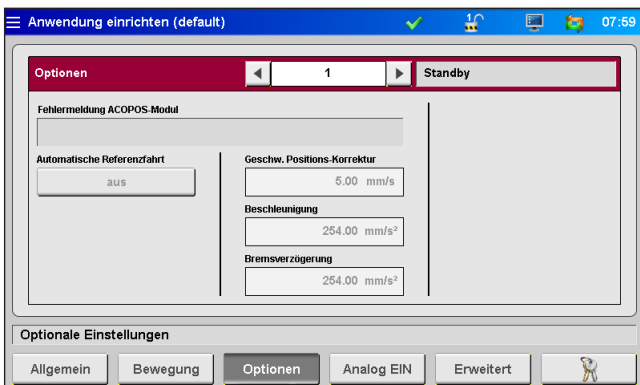 Anwendung einrichten (default)
07:59
Optionen
1
Standby
Fehlermeldung ACOPOS-Modul
Automatische Referenzfahrt
aus
Geschw. Positions-Korrektur
5.00 mm/s
Beschleunigung
254.00 mm/s²
Bremsverzögerung
254.00 mm/s²
Optionale Einstellungen
Allgemein
Bewegung
Optionen
Analog EIN
Erweitert